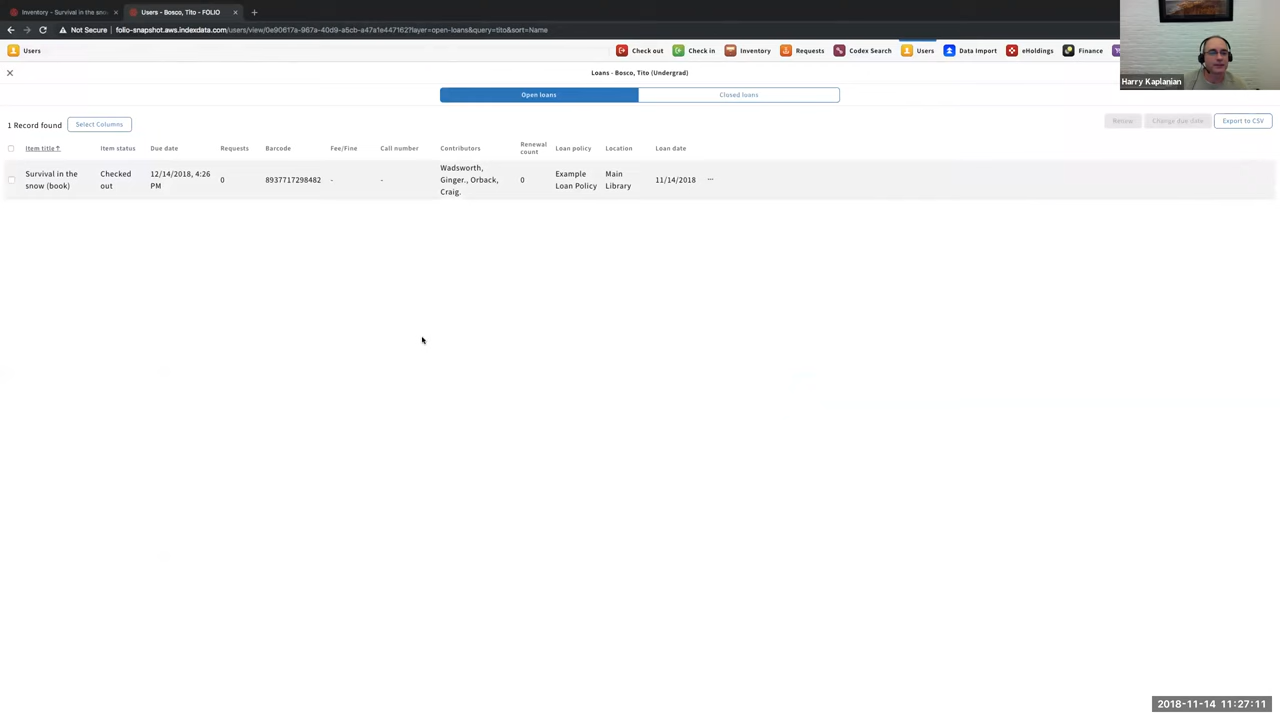 Inventory – Survival in the sno
Users - Bosco, Tito - FOLIO
Not Secure folio-snapshot.aws.indexdata.com/users/view/0e90617a-967a-40d9-a5cb-a47a1e447162?layer=open-loans&query=tito&sort=Name
Users Check out Check in Inventory Requests Codex Search Users Data Import eHoldings Finance
Harry Kaplanian
Loans - Bosco, Tito (Undergrad)
Open loans Closed loans
1 Record found Select Columns Renew Change due date Export to CSV
Item title↑ Item status Due date Requests Barcode Fee/Fine Call number Contributors Renewal count Loan policy Location Loan date
Survival in the snow (book) Checked out 12/14/2018, 4:26 PM 0 8937717298482 - - Wadsworth, Ginger., Orback, Craig. 0 Example Loan Policy Main Library 11/14/2018 ...
2018-11-14 11:27:11